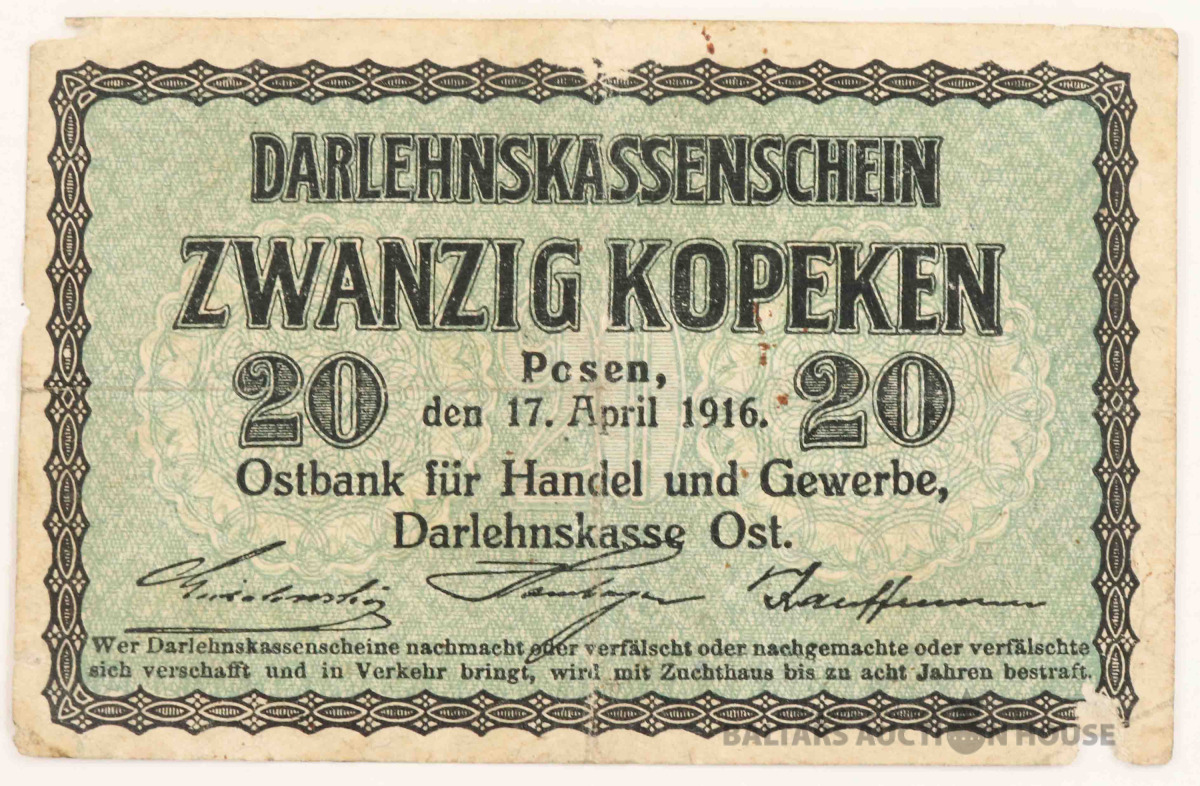 DARLEHNSKASSENSCHEIN
ZWANZIG KOPEKEN
20 Posen, 20
den 17. April 1916.
Ostbank für Handel und Gewerbe,
Darlehnskasse Ost.
Kauffmann
Wer Darlehnskassenscheine nachmacht oder verfälscht oder nachgemachte oder verfälschte
sich verschafft und in Verkehr bringt, wird mit Zuchthaus bis zu acht Jahren bestraft.
BALTARS AUCTION HOUSE